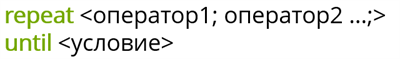 repeat <оператор1; оператор2 ...;>
until <условие>